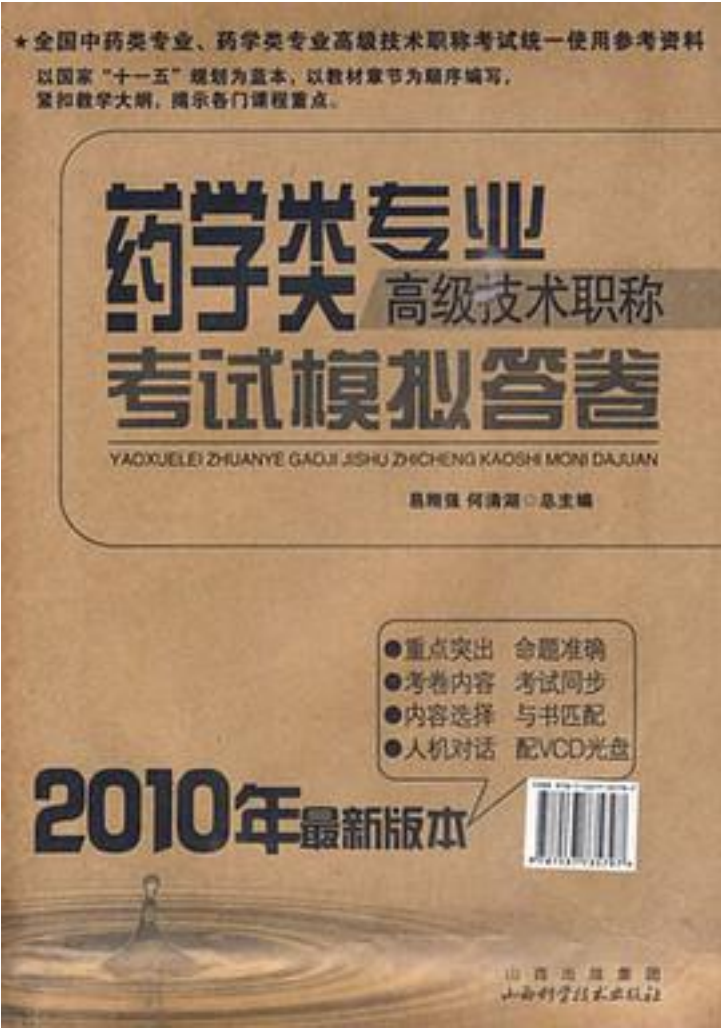 ★全国中药类专业、药学类专业高级技术职称考试统一使用参考资料
以国家“十一五”规划为蓝本，以教材章节为顺序编写，
紧扣教学大纲，揭示各门课程重点。
药学类专业
高级技术职称
考试模拟答卷
YAOXUELEI ZHUANYE GAOJI JISHU ZHICHENG KAOSHI MONI DAJUAN
易刚强 何清湖 ◇ 总主编
●重点突出 命题准确
●考卷内容 考试同步
●内容选择 与书匹配
●人机对话 配VCD光盘
2010年最新版本
山西出版集团
山西科学技术出版社